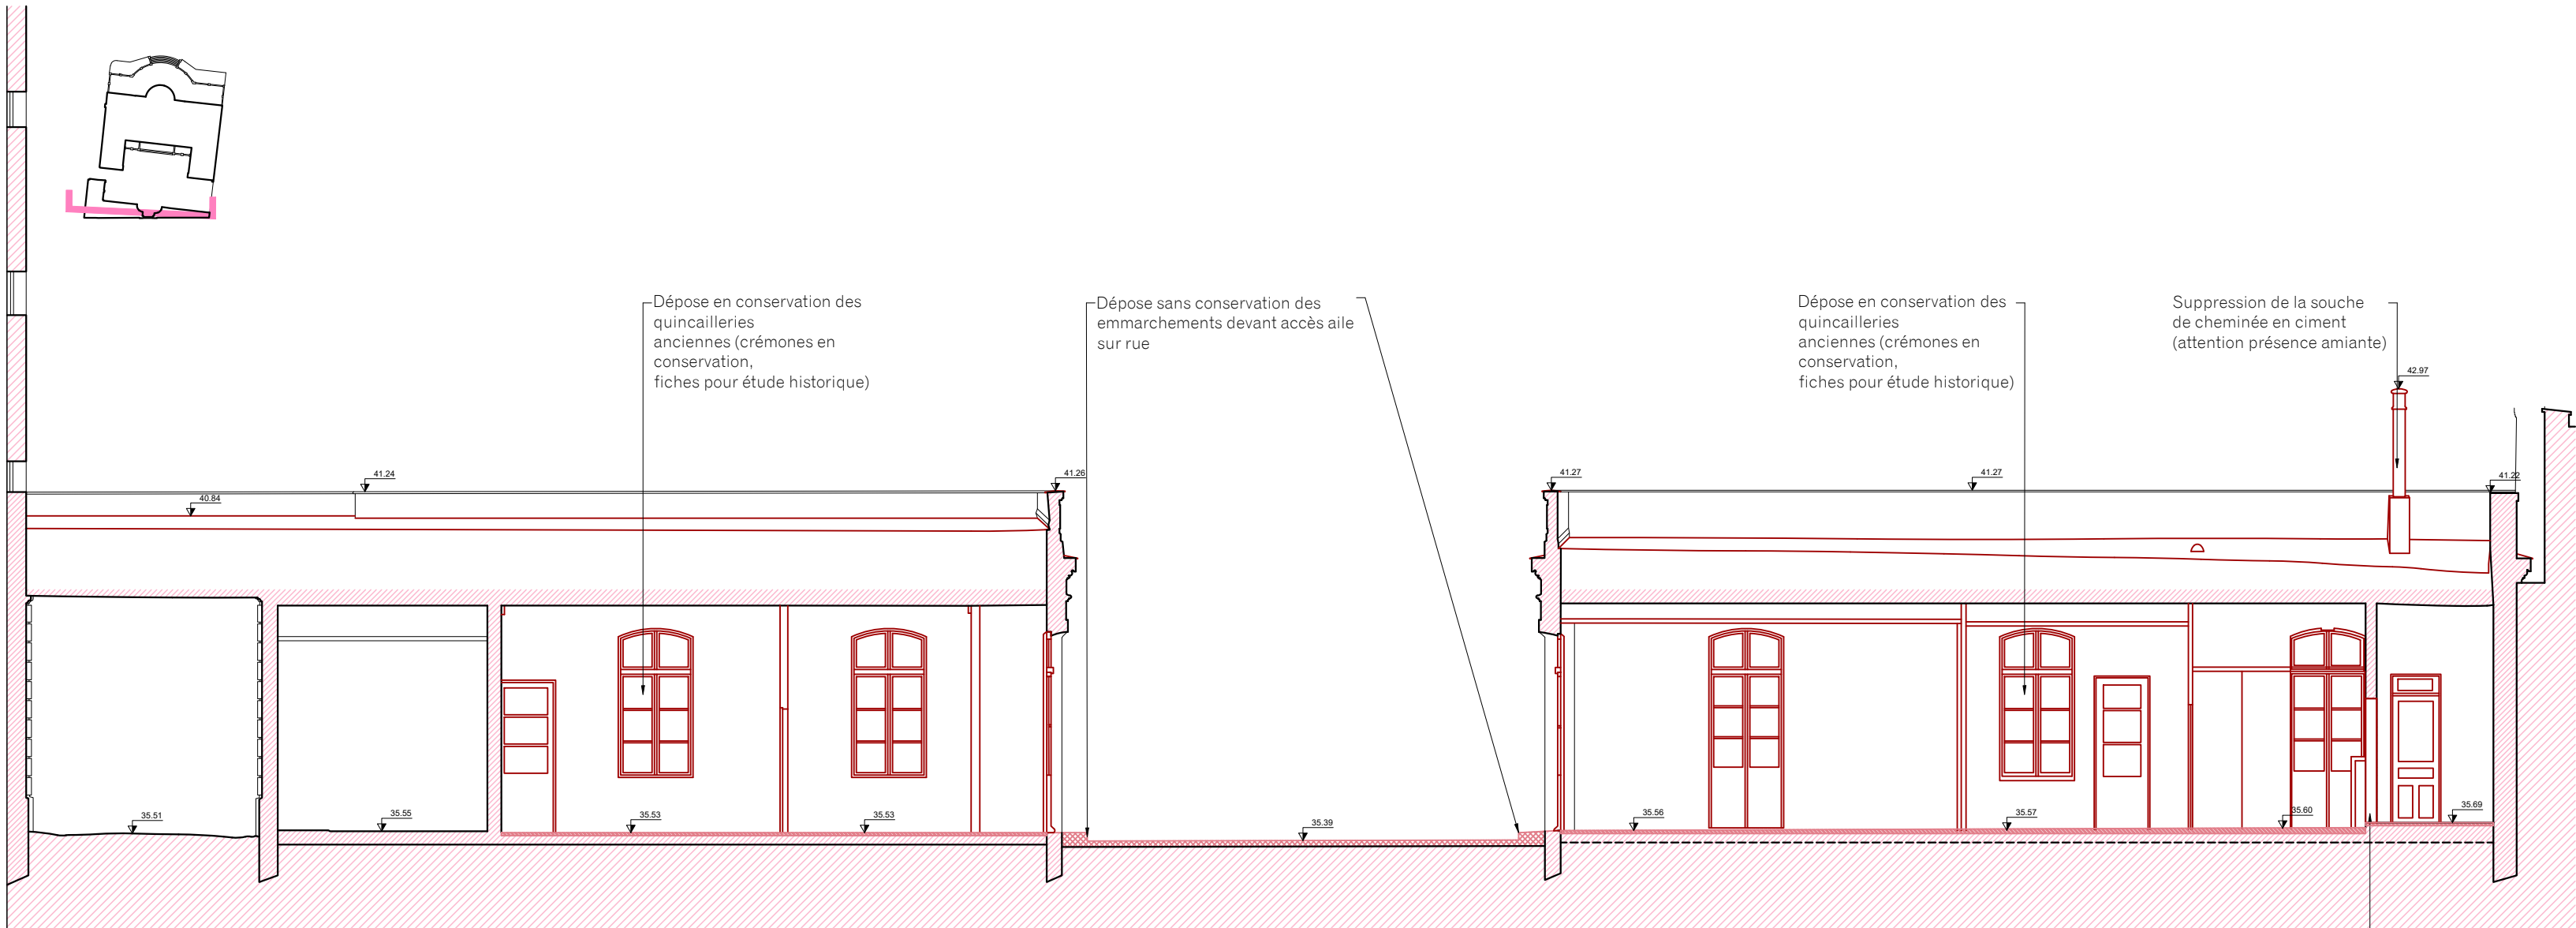 Dépose en conservation des
quincailleries
anciennes (crémones en
conservation,
fiches pour étude historique)
Dépose sans conservation des
emmarchements devant accès aile
sur rue
Dépose en conservation des
quincailleries
anciennes (crémones en
conservation,
fiches pour étude historique)
Suppression de la souche
de cheminée en ciment
(attention présence amiante)
42.97
41.24
40.84
41.26
41.27
41.27
41.22
35.51
35.55
35.53
35.53
35.39
35.56
35.57
35.60
35.69